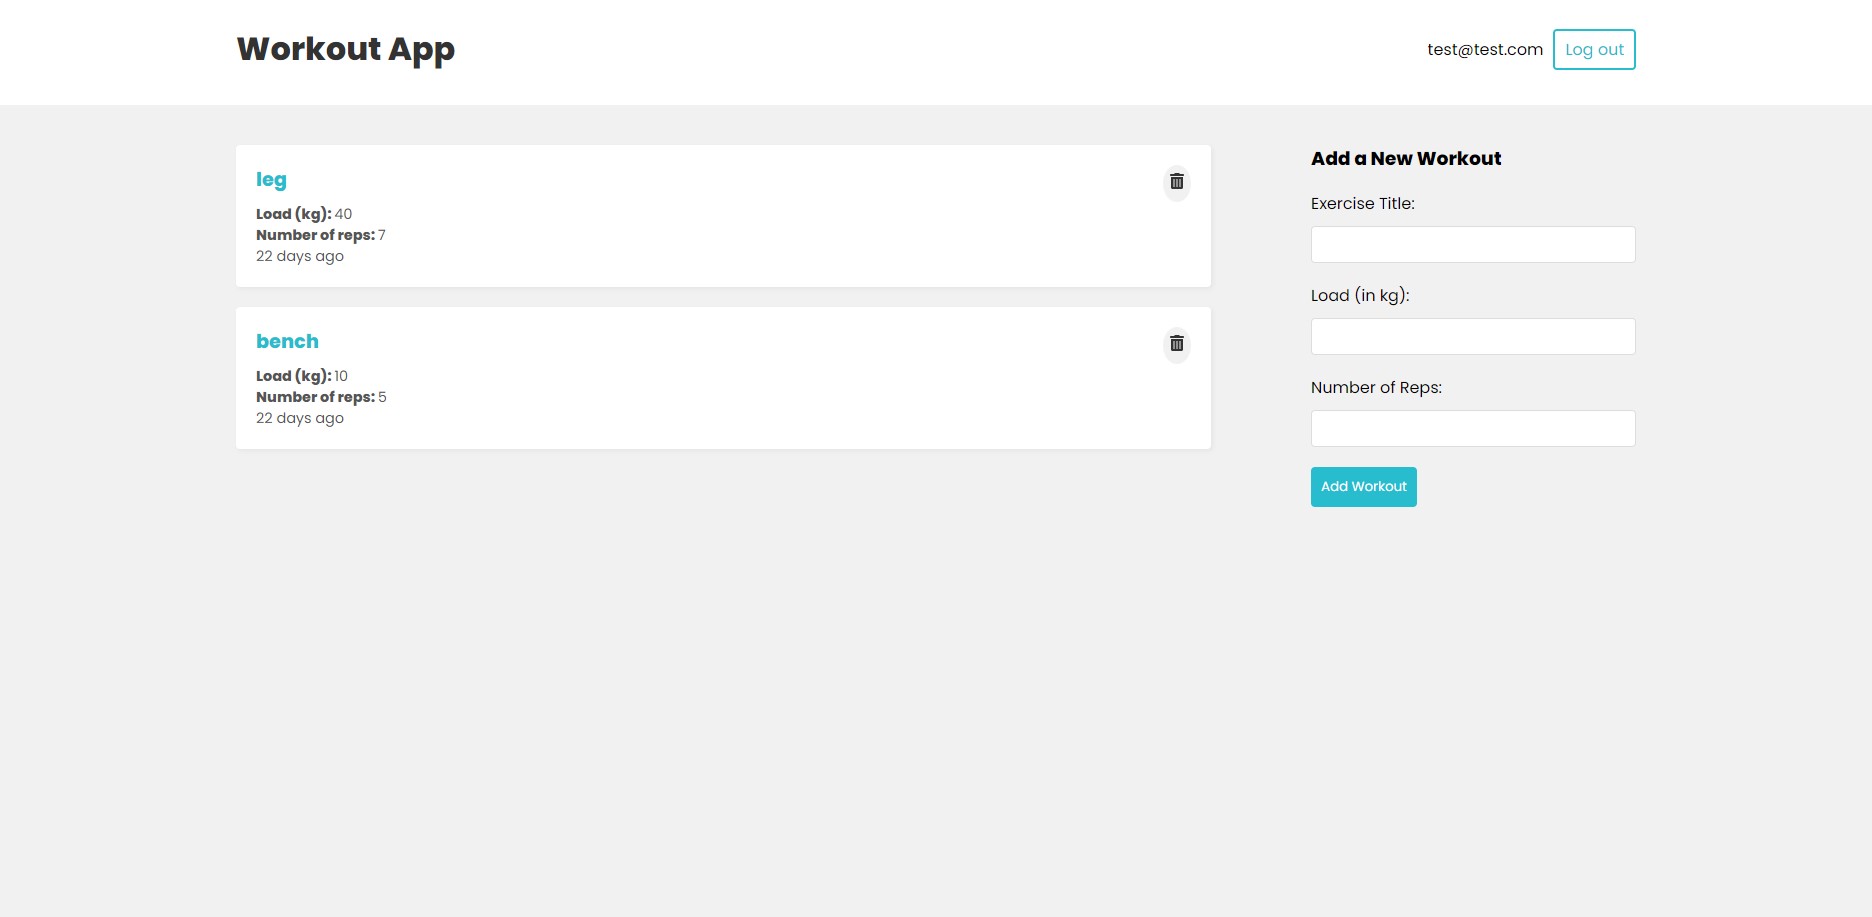 Workout App
test@test.com
Log out
leg
Load (kg): 40
Number of reps: 7
22 days ago
bench
Load (kg): 10
Number of reps: 5
22 days ago
Add a New Workout
Exercise Title:
Load (in kg):
Number of Reps:
Add Workout